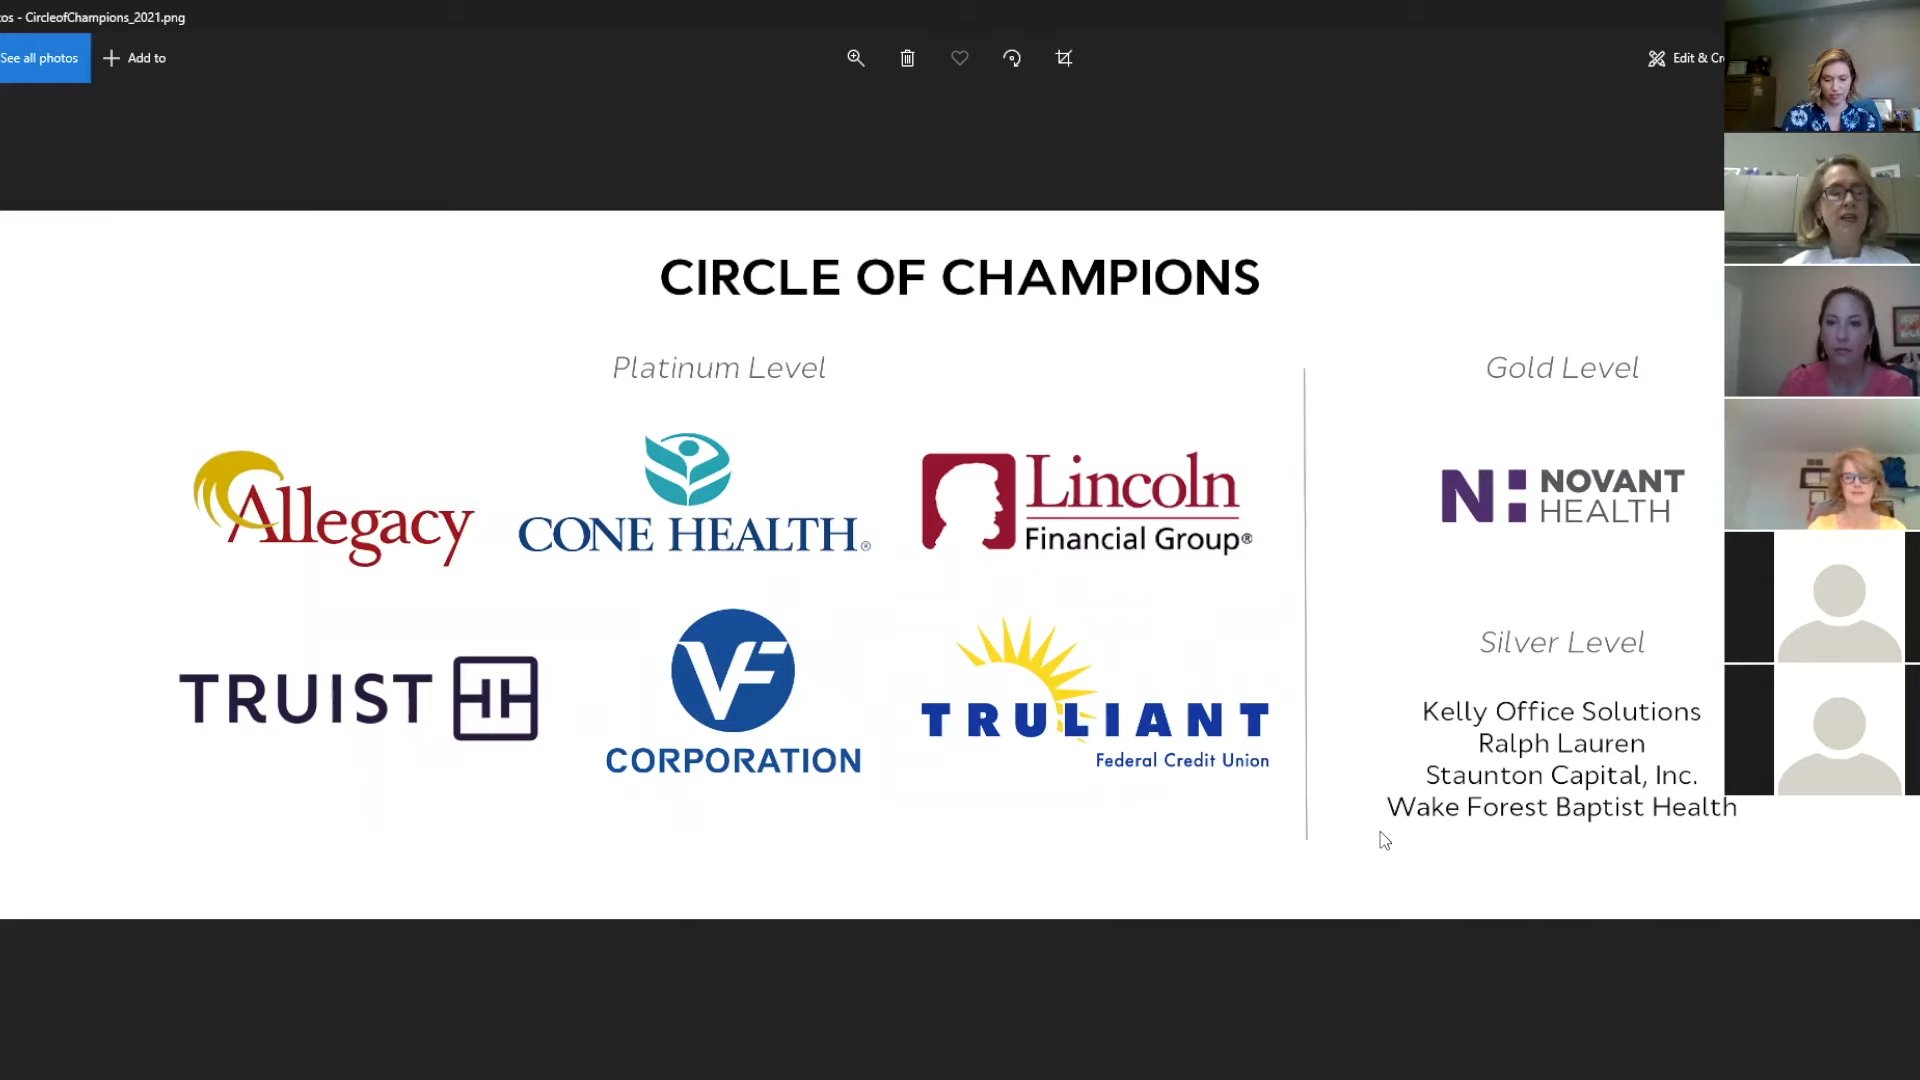 os - CircleofChampions_2021.png
See all photos
Add to
Edit & Cr
CIRCLE OF CHAMPIONS
Platinum Level
Allegacy
CONE HEALTH®
Lincoln
Financial Group®
TRUIST
VF
CORPORATION
TRULIANT
Federal Credit Union
Gold Level
NOVANT
HEALTH
Silver Level
Kelly Office Solutions
Ralph Lauren
Staunton Capital, Inc.
Wake Forest Baptist Health